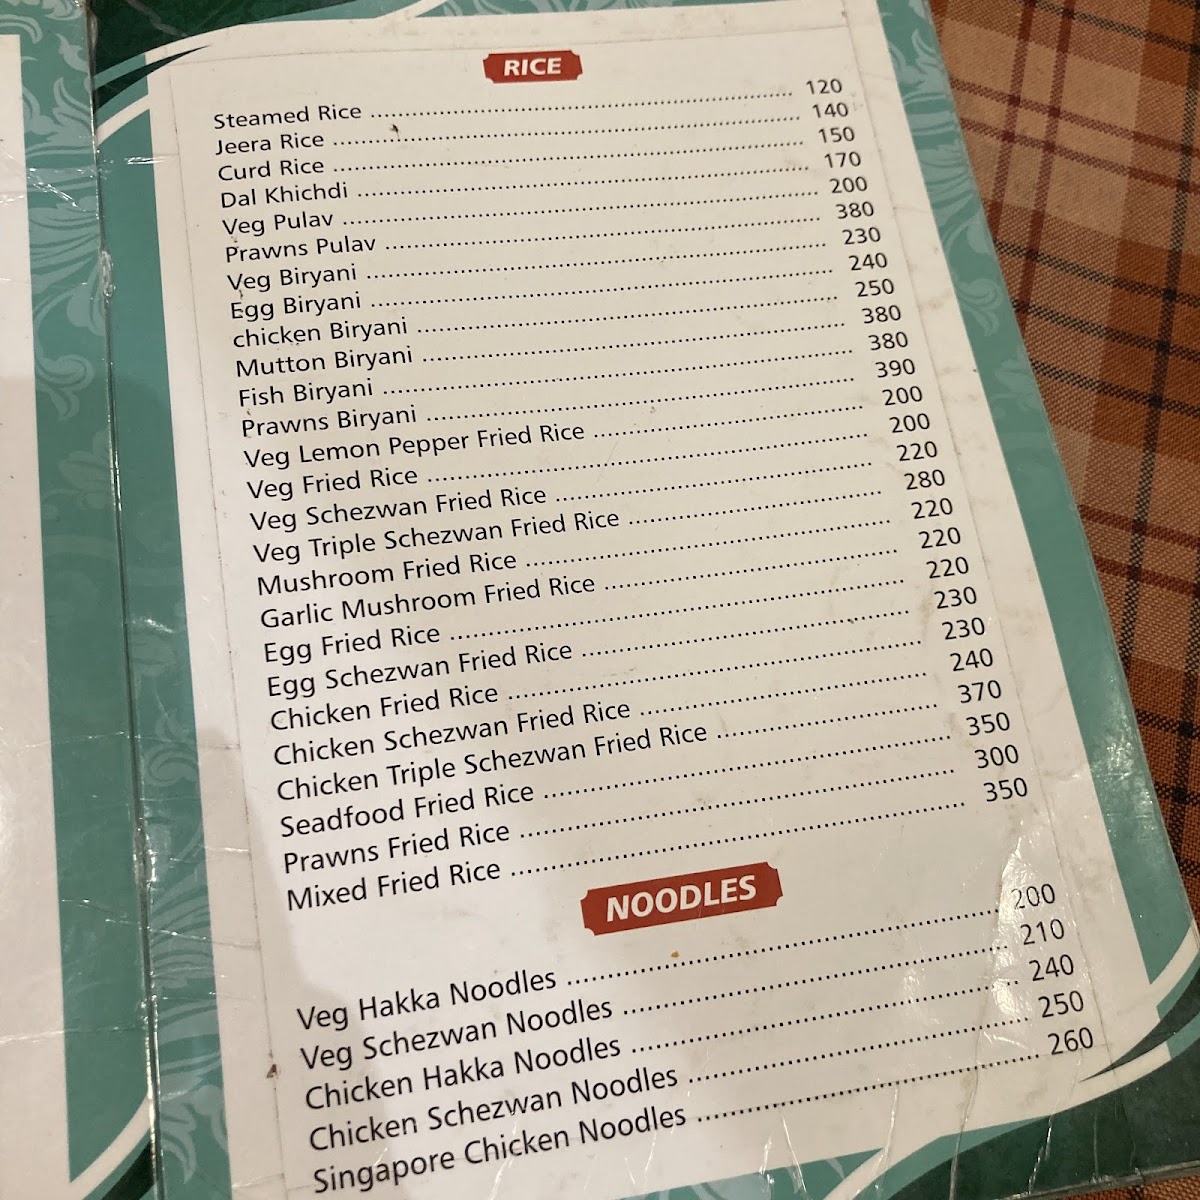 RICE
Steamed Rice 120
Jeera Rice 140
Curd Rice 150
Dal Khichdi 170
Veg Pulav 200
Prawns Pulav 380
Veg Biryani 230
Egg Biryani 240
chicken Biryani 250
Mutton Biryani 380
Fish Biryani 380
Prawns Biryani 390
Veg Lemon Pepper Fried Rice 200
Veg Fried Rice 200
Veg Schezwan Fried Rice 220
Veg Triple Schezwan Fried Rice 280
Mushroom Fried Rice 220
Garlic Mushroom Fried Rice 220
Egg Fried Rice 220
Egg Schezwan Fried Rice 230
Chicken Fried Rice 230
Chicken Schezwan Fried Rice 240
Chicken Triple Schezwan Fried Rice 370
Seadfood Fried Rice 350
Prawns Fried Rice 300
Mixed Fried Rice 350
NOODLES
Veg Hakka Noodles 200
Veg Schezwan Noodles 210
Chicken Hakka Noodles 240
Chicken Schezwan Noodles 250
Singapore Chicken Noodles 260